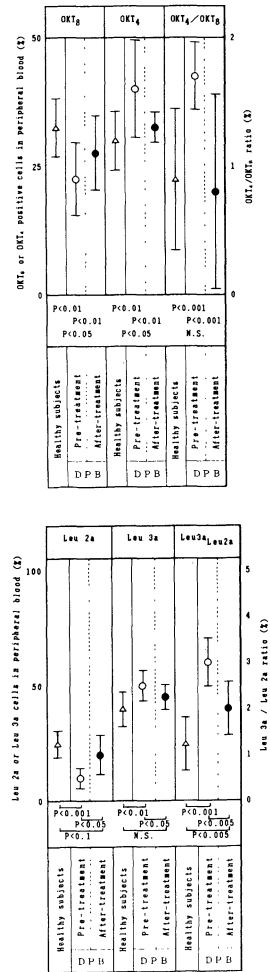 OKT₈ OKT₄ OKT₄/OKT₈
OKT₈ or OKT₄ positive cells in peripheral blood (%)
50
25
0
2
1
0
OKT₄/OKT₈ ratio (%)
P<0.01 P<0.01 P<0.001
P<0.01 P<0.01 P<0.001
P<0.05 P<0.05 N.S.
Healthy subjects
Pre-treatment
After-treatment
Healthy subjects
Pre-treatment
After-treatment
Healthy subjects
Pre-treatment
After-treatment
D P B D P B D P B
Leu 2a Leu 3a Leu3a/Leu2a
Leu 2a or Leu 3a cells in peripheral blood (%)
100
50
0
5
4
3
2
1
0
Leu 3a / Leu 2a ratio (%)
P<0.001 P<0.01 P<0.001
P<0.05 P<0.05 P<0.005
P<0.1 N.S. P<0.005
Healthy subjects
Pre-treatment
After-treatment
Healthy subjects
Pre-treatment
After-treatment
Healthy subjects
Pre-treatment
After-treatment
D P B D P B D P B